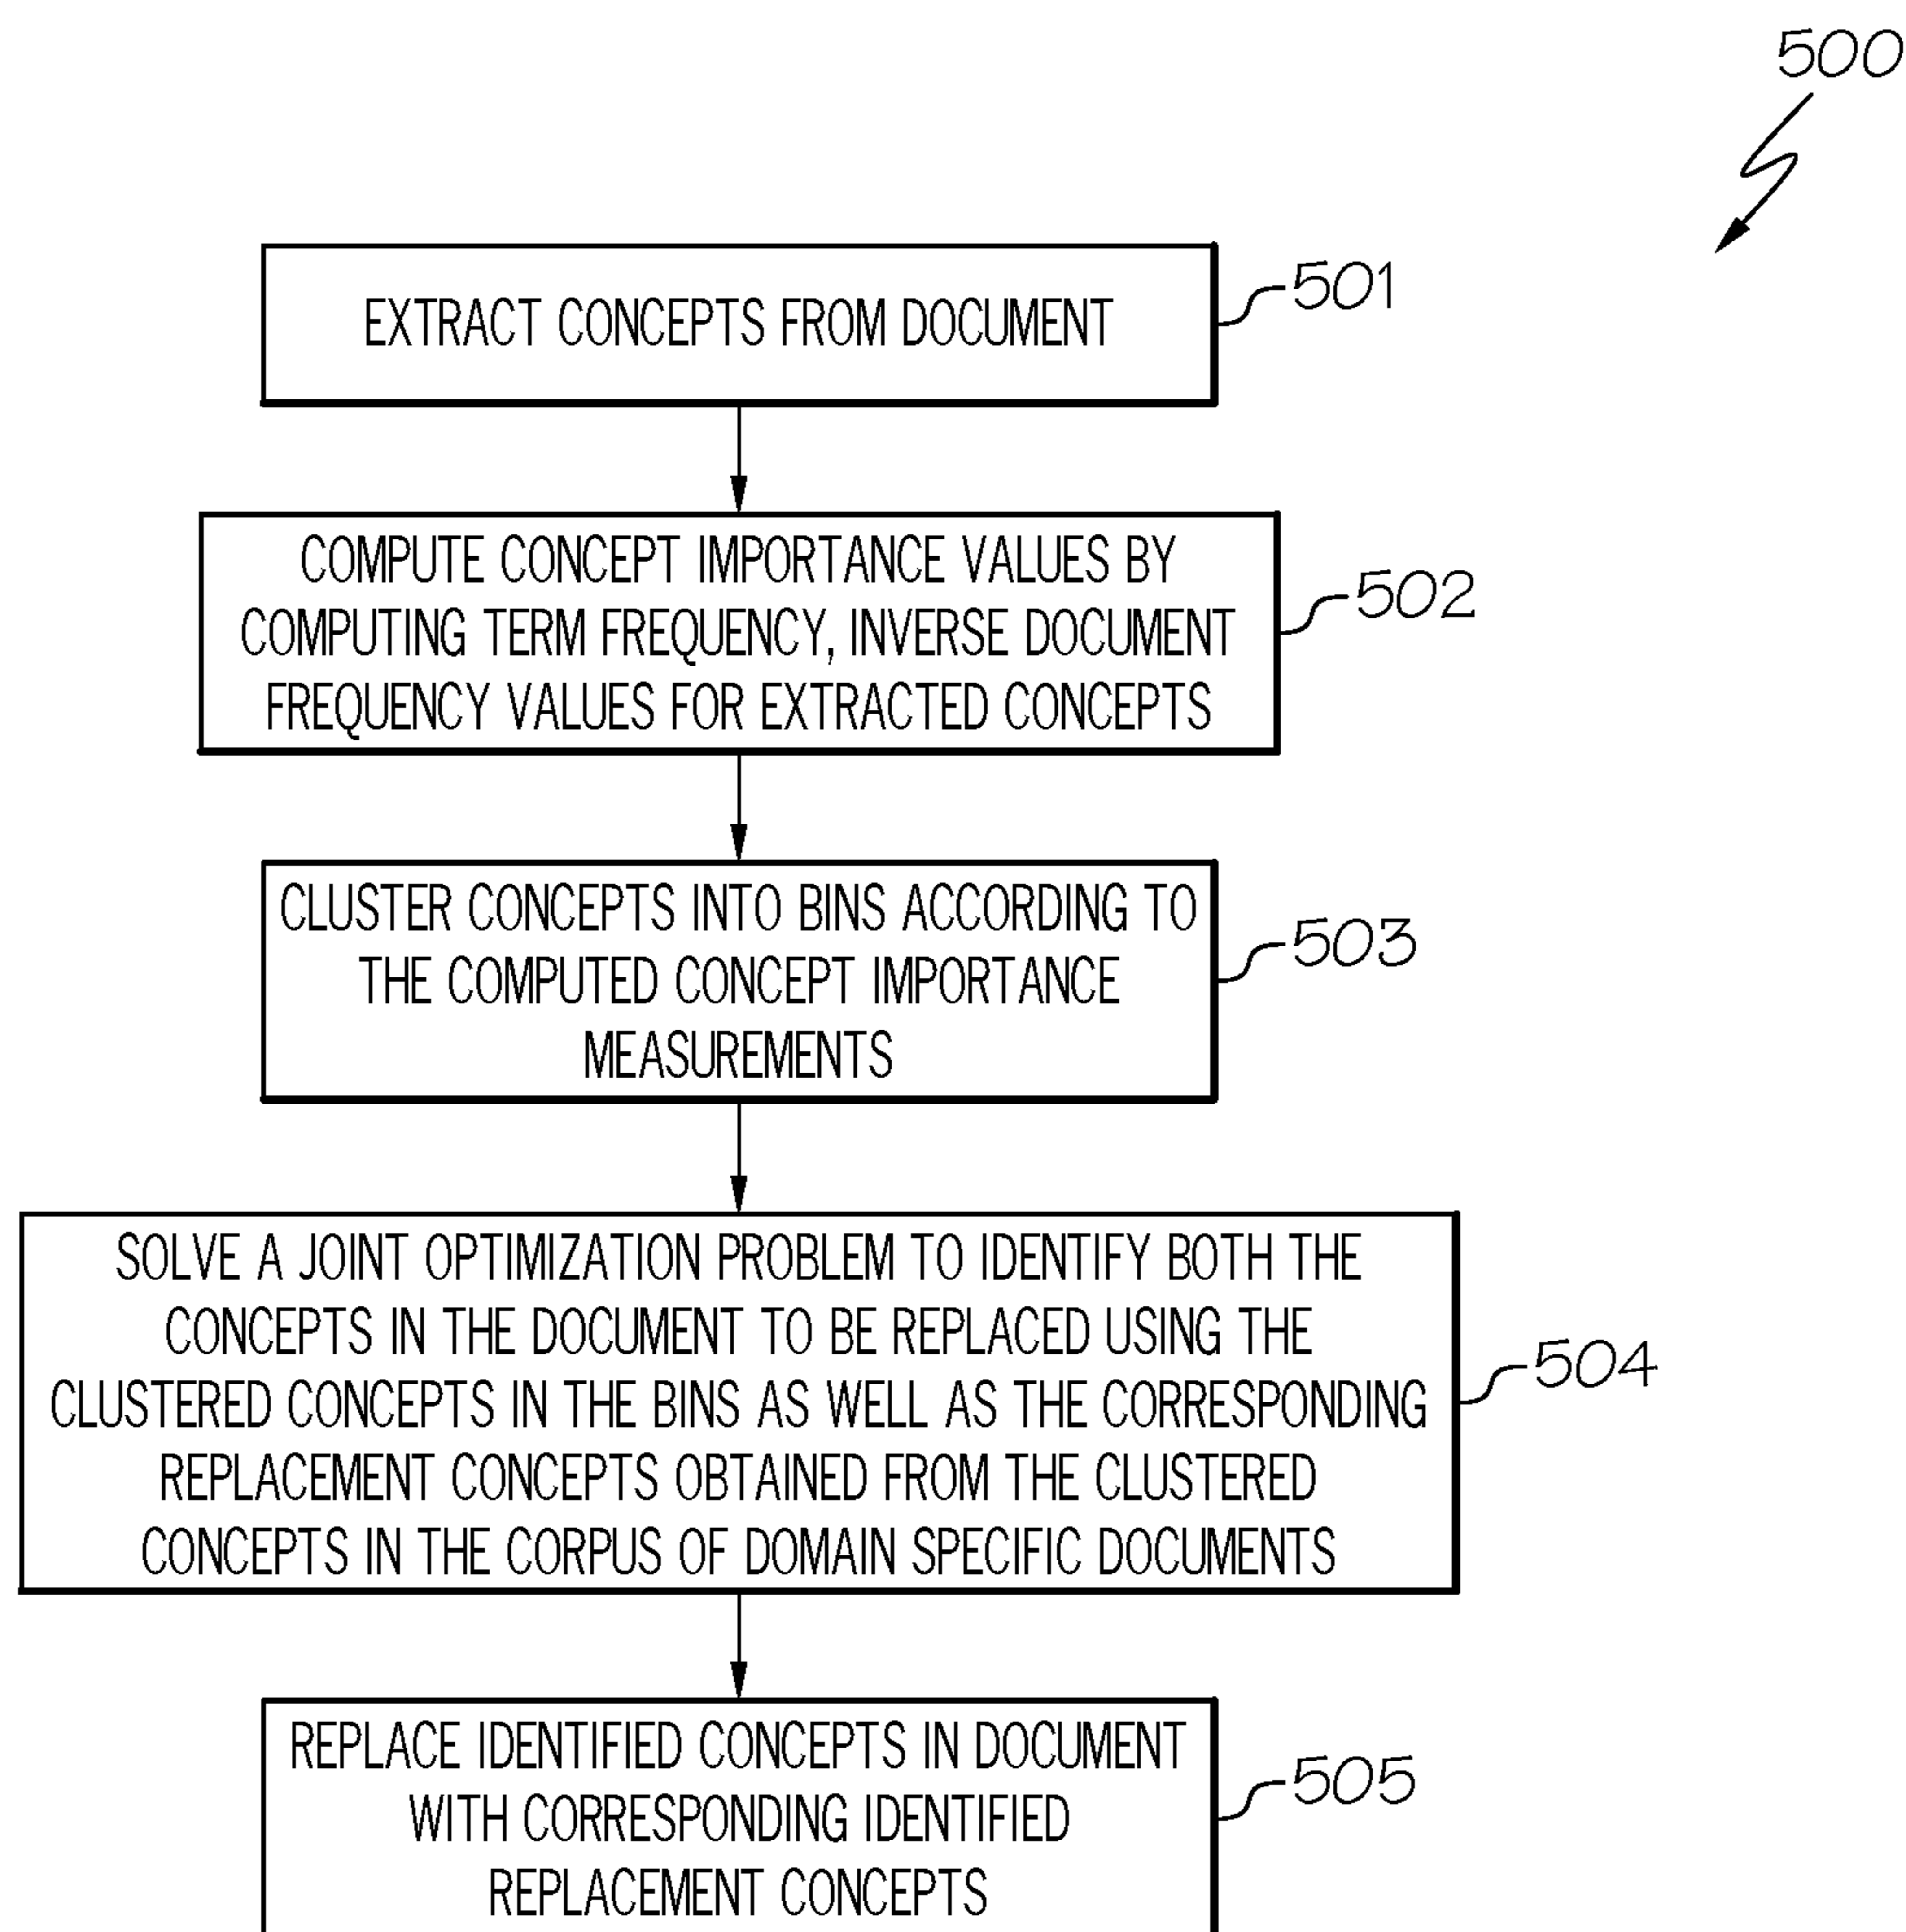 500
EXTRACT CONCEPTS FROM DOCUMENT
501
COMPUTE CONCEPT IMPORTANCE VALUES BY
COMPUTING TERM FREQUENCY, INVERSE DOCUMENT
FREQUENCY VALUES FOR EXTRACTED CONCEPTS
502
CLUSTER CONCEPTS INTO BINS ACCORDING TO
THE COMPUTED CONCEPT IMPORTANCE
MEASUREMENTS
503
SOLVE A JOINT OPTIMIZATION PROBLEM TO IDENTIFY BOTH THE
CONCEPTS IN THE DOCUMENT TO BE REPLACED USING THE
CLUSTERED CONCEPTS IN THE BINS AS WELL AS THE CORRESPONDING
REPLACEMENT CONCEPTS OBTAINED FROM THE CLUSTERED
CONCEPTS IN THE CORPUS OF DOMAIN SPECIFIC DOCUMENTS
504
REPLACE IDENTIFIED CONCEPTS IN DOCUMENT
WITH CORRESPONDING IDENTIFIED
REPLACEMENT CONCEPTS
505